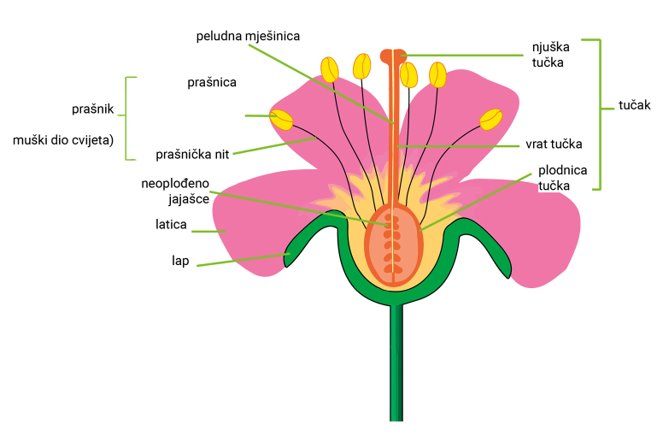 peludna mješinica
prašnica
prašnik
muški dio cvijeta)
prašnička nit
neoplođeno
jajašce
latica
lap
njuška
tučka
tučak
vrat tučka
plodnica
tučka